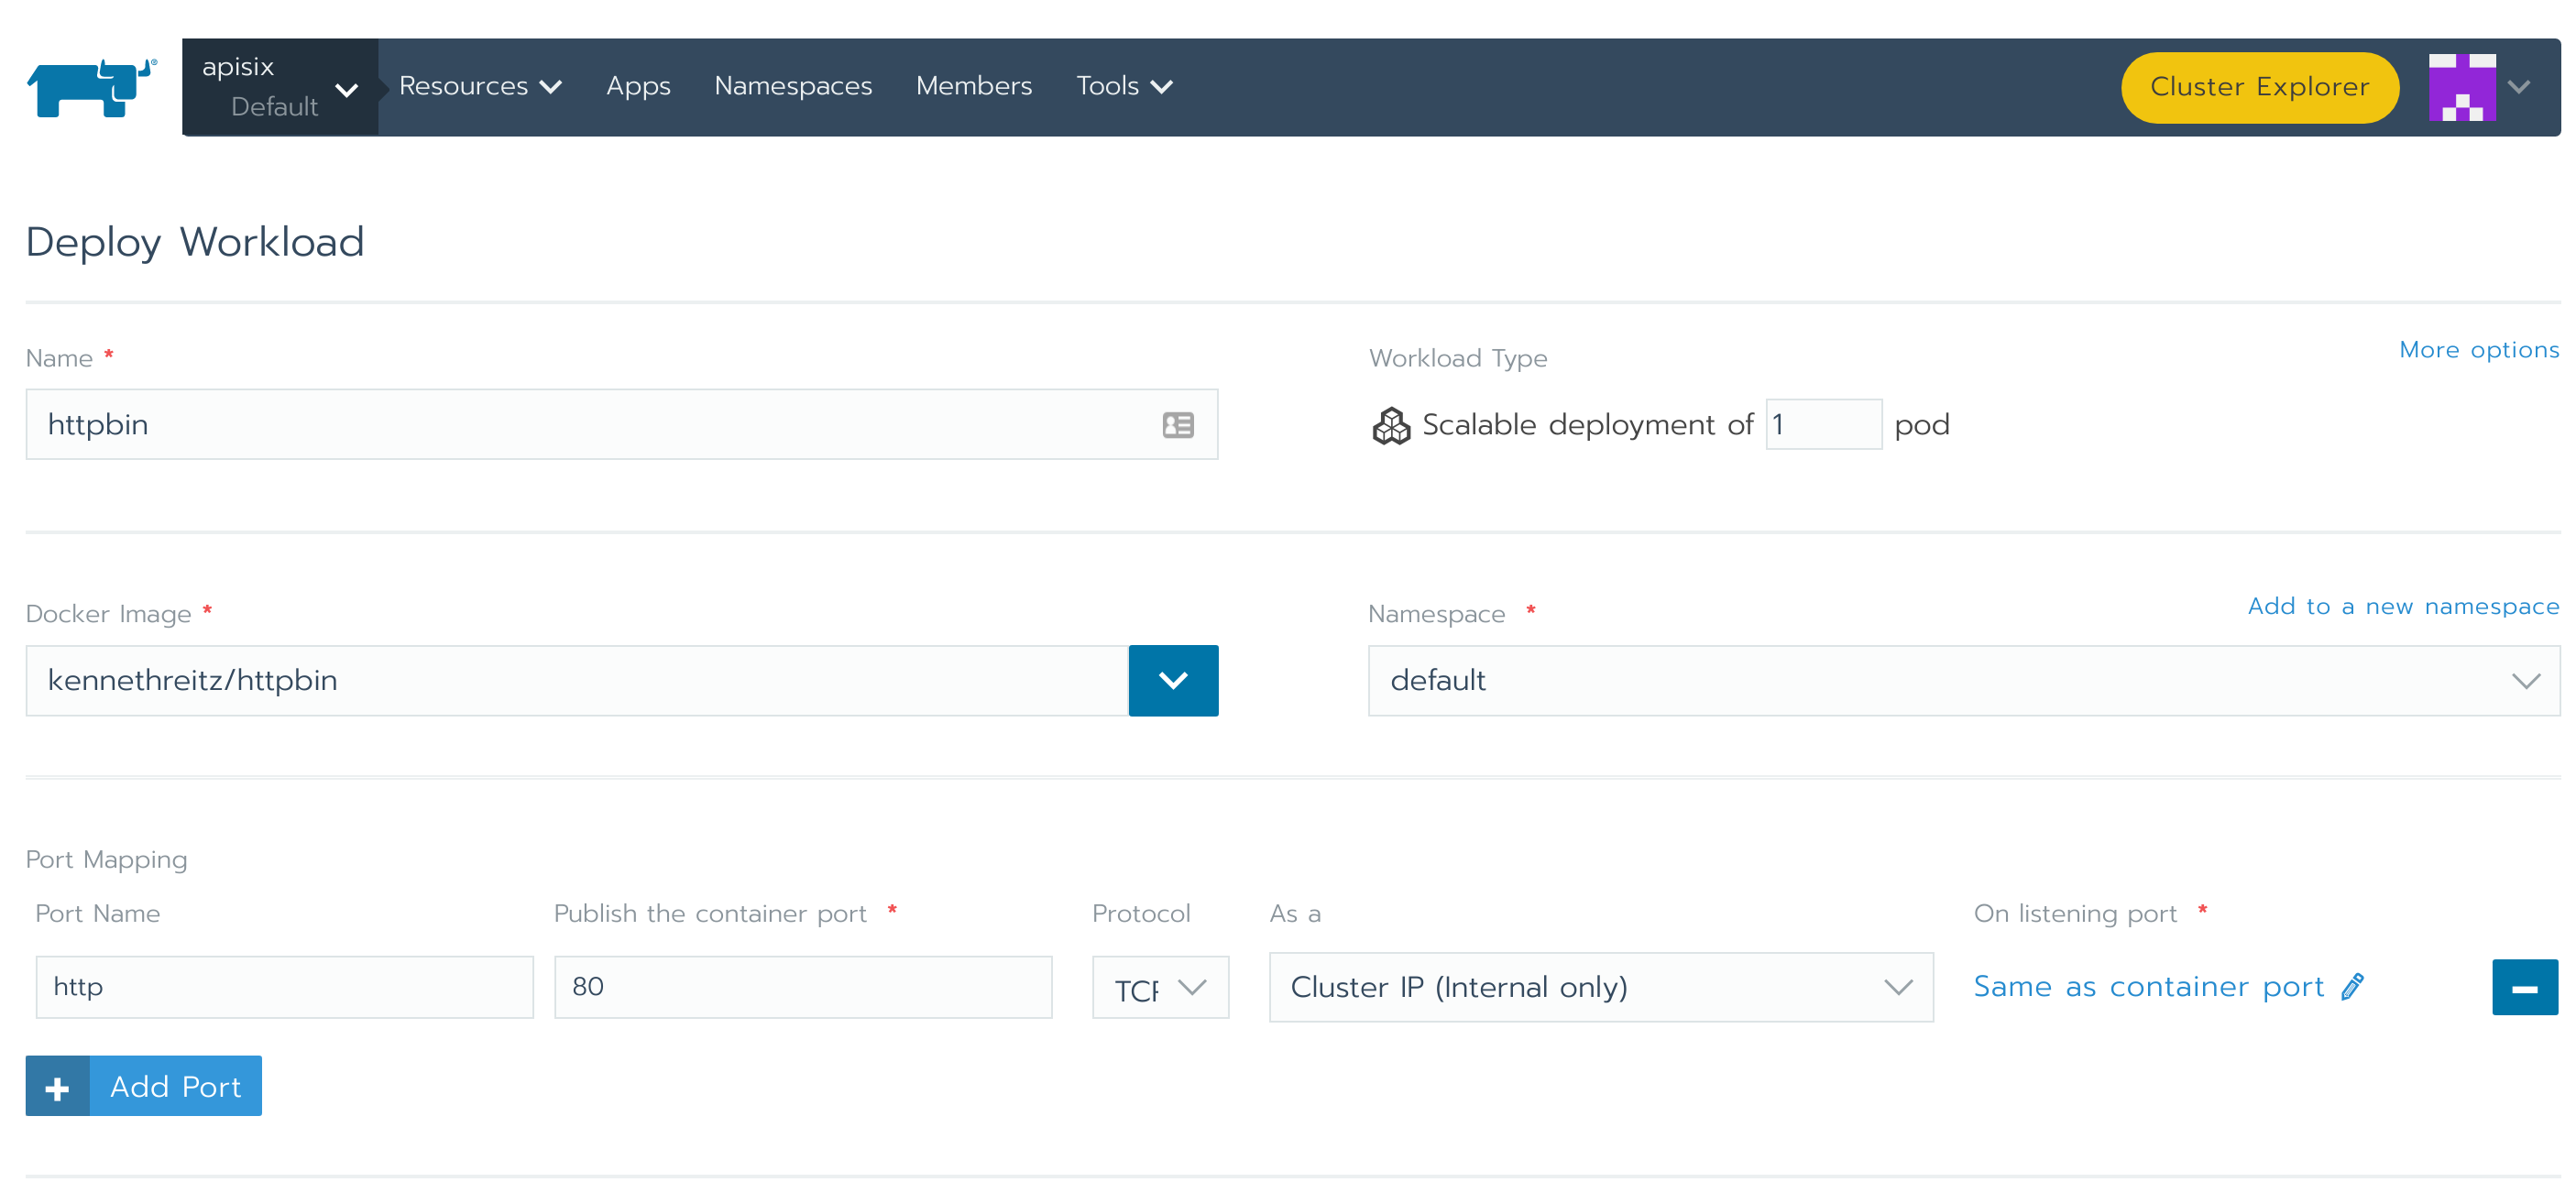 apisix
Default
Resources Apps Namespaces Members Tools Cluster Explorer
Deploy Workload
Name *
Workload Type
More options
httpbin
Scalable deployment of 1 pod
Docker Image *
Namespace *
Add to a new namespace
kennethreitz/httpbin
default
Port Mapping
Port Name
Publish the container port *
Protocol
As a
On listening port *
http
80
TCP
Cluster IP (Internal only)
Same as container port
Add Port